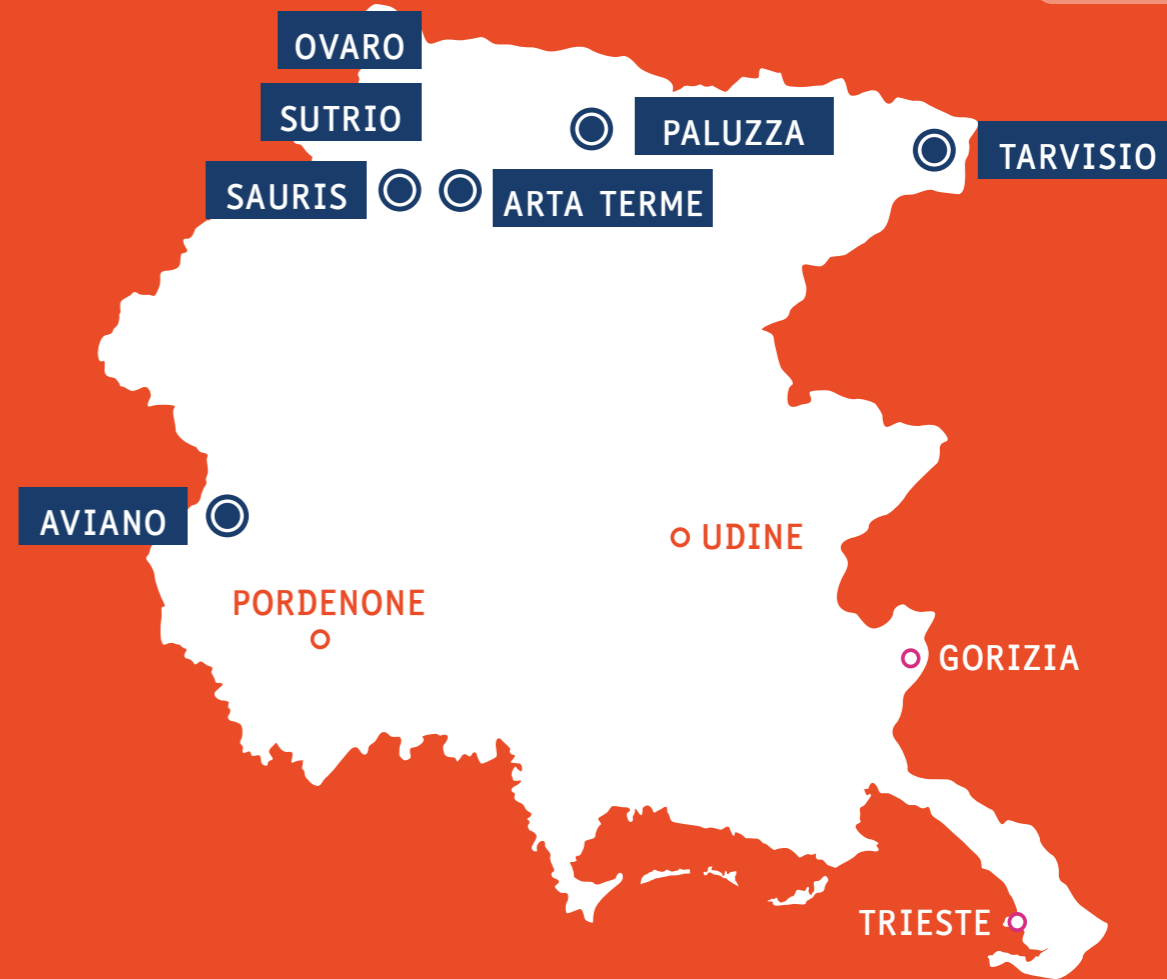 OVARO
SUTRIO
PALUZZA
TARVISIO
SAURIS
ARTA TERME
AVIANO
UDINE
PORDENONE
GORIZIA
TRIESTE